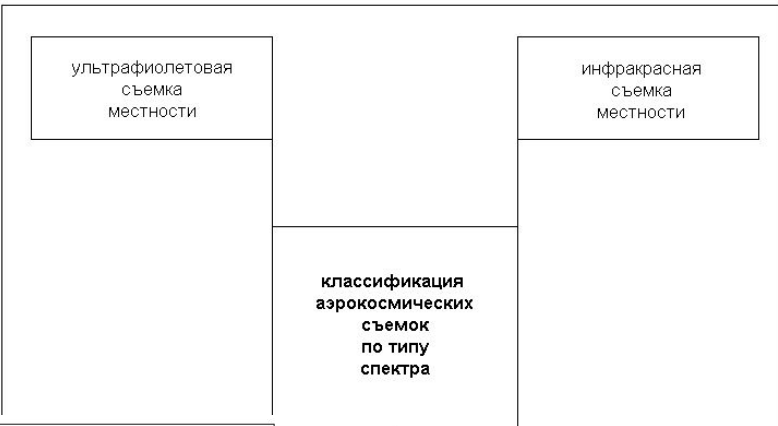 ультрафиолетовая
съемка
местности
инфракрасная
съемка
местности
классификация
аэрокосмических
съемок
по типу
спектра